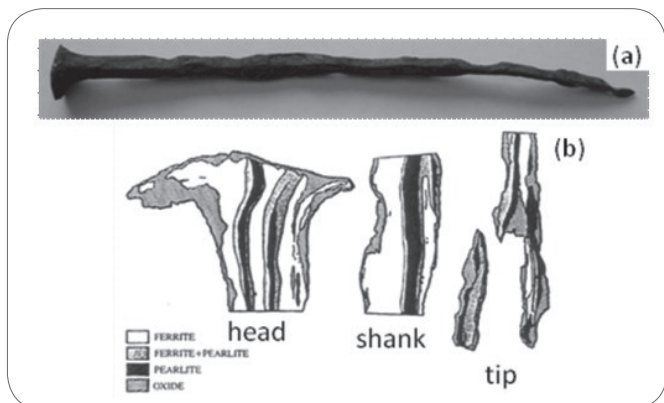 (a)
(b)
head
shank
tip
FERRITE
FERRITE+PEARLITE
PEARLITE
OXIDE